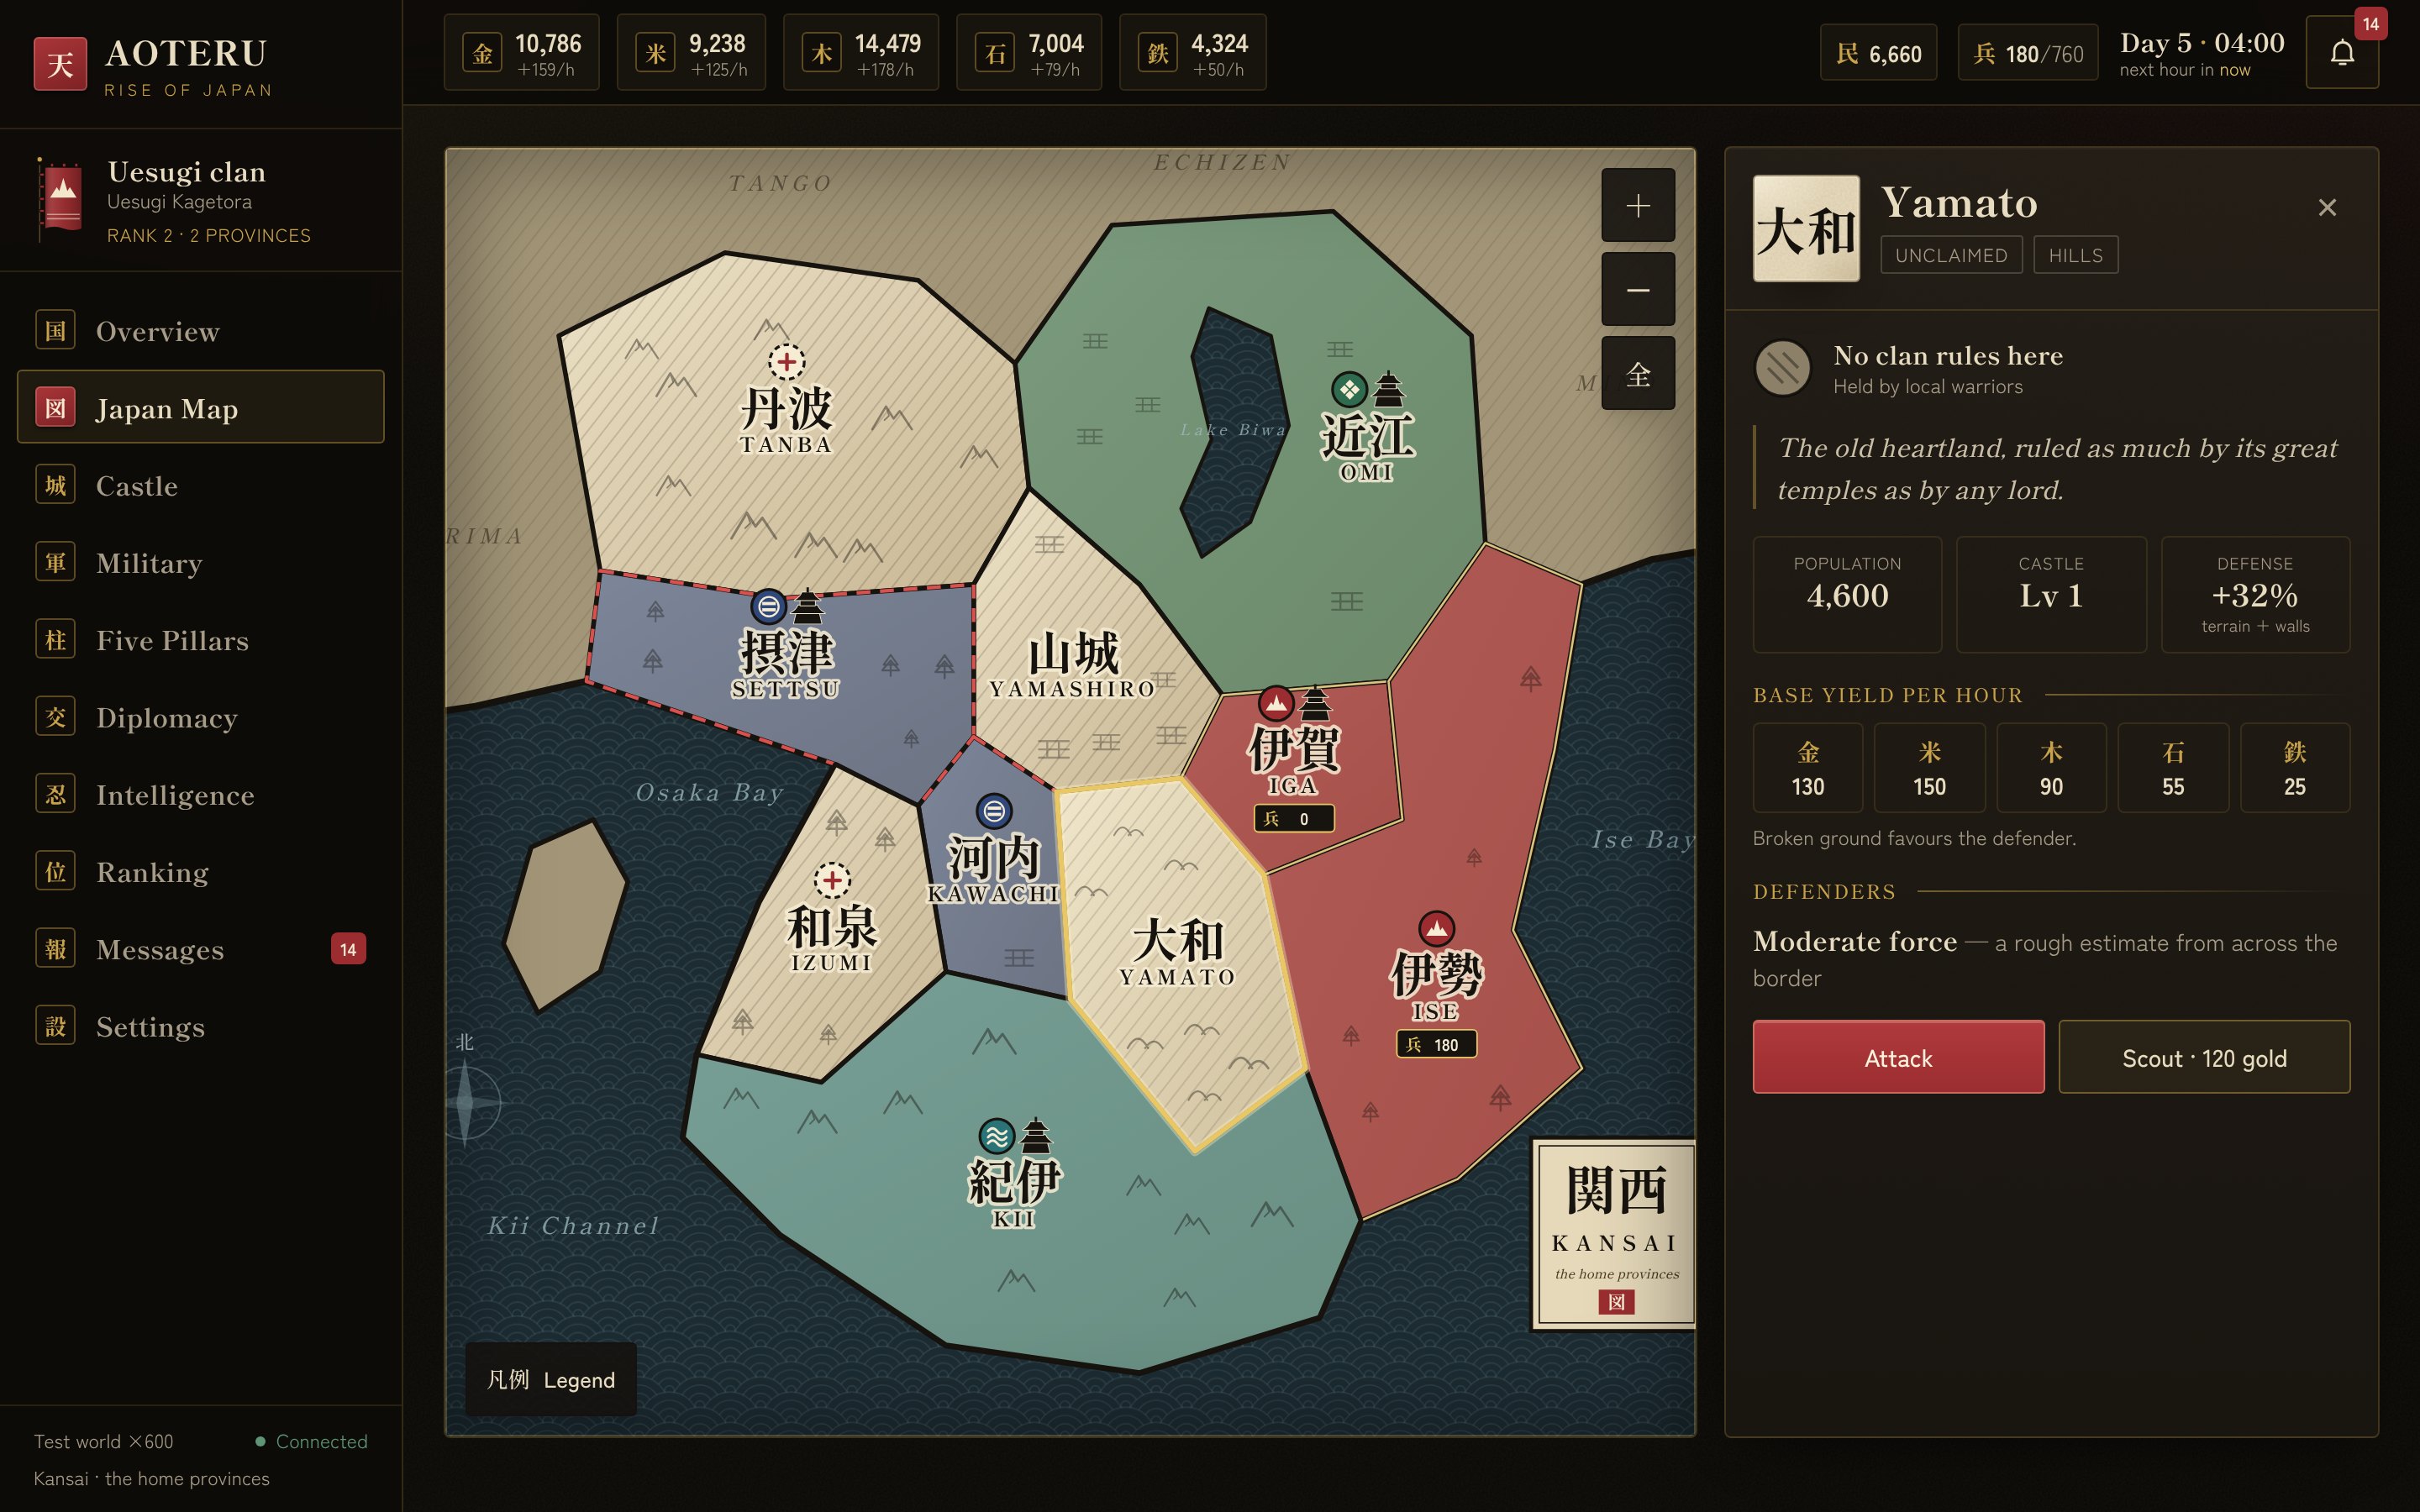 天
AOTERU
RISE OF JAPAN
Uesugi clan
Uesugi Kagetora
RANK 2 · 2 PROVINCES
国 Overview
図 Japan Map
城 Castle
軍 Military
柱 Five Pillars
交 Diplomacy
忍 Intelligence
位 Ranking
報 Messages 14
設 Settings
Test world ×600
Connected
Kansai · the home provinces
金 10,786
+159/h
米 9,238
+125/h
木 14,479
+178/h
石 7,004
+79/h
鉄 4,324
+50/h
民 6,660
兵 180/760
Day 5 · 04:00
next hour in now
14
TANGO
ECHIZEN
M
RIMA
+
−
全
丹波
TANBA
Lake Biwa
近江
OMI
摂津
SETTSU
山城
YAMASHIRO
伊賀
IGA
兵 0
Osaka Bay
Ise Bay
河内
KAWACHI
和泉
IZUMI
大和
YAMATO
伊勢
ISE
兵 180
北
紀伊
KII
Kii Channel
関西
KANSAI
the home provinces
図
凡例 Legend
大和
Yamato
×
UNCLAIMED
HILLS
No clan rules here
Held by local warriors
The old heartland, ruled as much by its great
temples as by any lord.
POPULATION
4,600
CASTLE
Lv 1
DEFENSE
+32%
terrain + walls
BASE YIELD PER HOUR
金
130
米
150
木
90
石
55
鉄
25
Broken ground favours the defender.
DEFENDERS
Moderate force — a rough estimate from across the
border
Attack
Scout · 120 gold